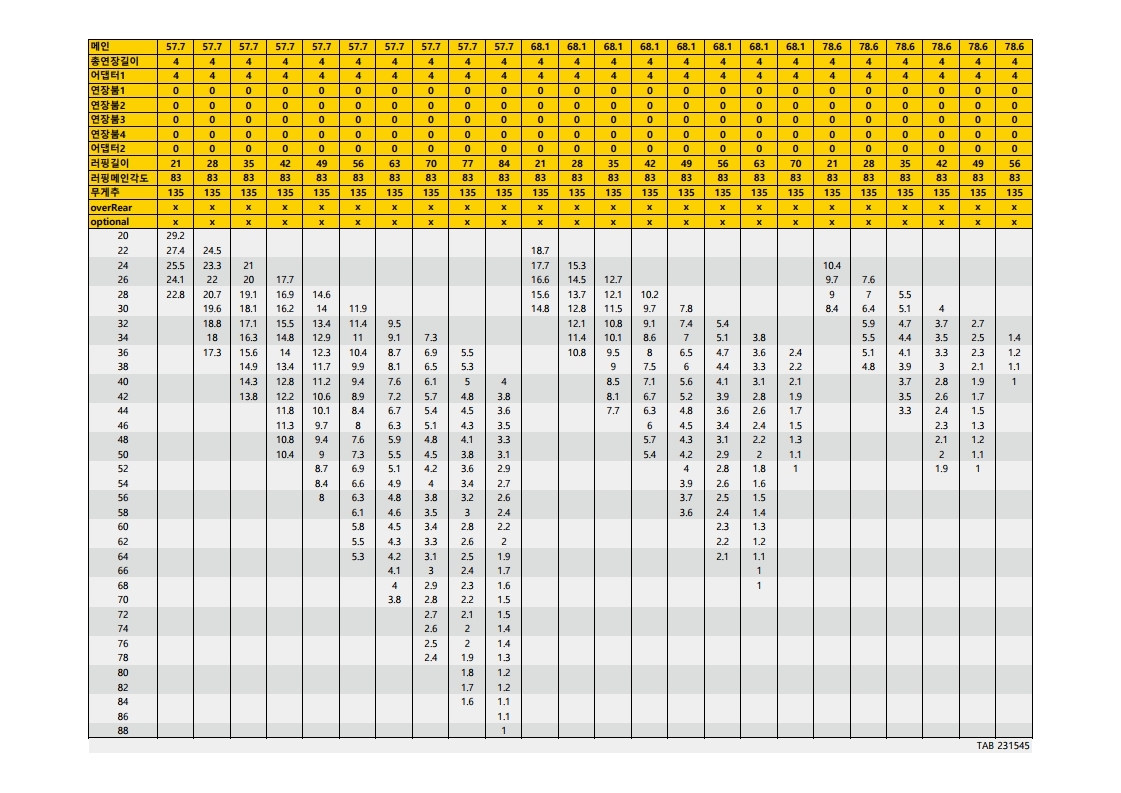 메인 57.7 57.7 57.7 57.7 57.7 57.7 57.7 57.7 57.7 57.7 68.1 68.1 68.1 68.1 68.1 68.1 68.1 68.1 78.6 78.6 78.6 78.6 78.6 78.6
총연장길이 4 4 4 4 4 4 4 4 4 4 4 4 4 4 4 4 4 4 4 4 4 4 4 4
어댑터1 4 4 4 4 4 4 4 4 4 4 4 4 4 4 4 4 4 4 4 4 4 4 4 4
연장붐1 0 0 0 0 0 0 0 0 0 0 0 0 0 0 0 0 0 0 0 0 0 0 0 0
연장붐2 0 0 0 0 0 0 0 0 0 0 0 0 0 0 0 0 0 0 0 0 0 0 0 0
연장붐3 0 0 0 0 0 0 0 0 0 0 0 0 0 0 0 0 0 0 0 0 0 0 0 0
연장붐4 0 0 0 0 0 0 0 0 0 0 0 0 0 0 0 0 0 0 0 0 0 0 0 0
어댑터2 0 0 0 0 0 0 0 0 0 0 0 0 0 0 0 0 0 0 0 0 0 0 0 0
러핑길이 21 28 35 42 49 56 63 70 77 84 21 28 35 42 49 56 63 70 21 28 35 42 49 56
러핑메인각도 83 83 83 83 83 83 83 83 83 83 83 83 83 83 83 83 83 83 83 83 83 83 83 83
무게추 135 135 135 135 135 135 135 135 135 135 135 135 135 135 135 135 135 135 135 135 135 135 135 135
overRear x x x x x x x x x x x x x x x x x x x x x x x x
optional x x x x x x x x x x x x x x x x x x x x x x x x
20 29.2
22 27.4 24.5 18.7
24 25.5 23.3 21 17.7 15.3 10.4
26 24.1 22 20 17.7 16.6 14.5 12.7 9.7 7.6
28 22.8 20.7 19.1 16.9 14.6 15.6 13.7 12.1 10.2 9 7 5.5
30 19.6 18.1 16.2 14 11.9 14.8 12.8 11.5 9.7 7.8 8.4 6.4 5.1 4
32 18.8 17.1 15.5 13.4 11.4 9.5 12.1 10.8 9.1 7.4 5.4 5.9 4.7 3.7 2.7
34 18 16.3 14.8 12.9 11 9.1 7.3 11.4 10.1 8.6 7 5.1 3.8 5.5 4.4 3.5 2.5 1.4
36 17.3 15.6 14 12.3 10.4 8.7 6.9 5.5 10.8 9.5 8 6.5 4.7 3.6 2.4 5.1 4.1 3.3 2.3 1.2
38 14.9 13.4 11.7 9.9 8.1 6.5 5.3 9 7.5 6 4.4 3.3 2.2 4.8 3.9 3 2.1 1.1
40 14.3 12.8 11.2 9.4 7.6 6.1 5 4 8.5 7.1 5.6 4.1 3.1 2.1 3.7 2.8 1.9 1
42 13.8 12.2 10.6 8.9 7.2 5.7 4.8 3.8 8.1 6.7 5.2 3.9 2.8 1.9 3.5 2.6 1.7
44 11.8 10.1 8.4 6.7 5.4 4.5 3.6 7.7 6.3 4.8 3.6 2.6 1.7 3.3 2.4 1.5
46 11.3 9.7 8 6.3 5.1 4.3 3.5 6 4.5 3.4 2.4 1.5 2.3 1.3
48 10.8 9.4 7.6 5.9 4.8 4.1 3.3 5.7 4.3 3.1 2.2 1.3 2.1 1.2
50 10.4 9 7.3 5.5 4.5 3.8 3.1 5.4 4.2 2.9 2 1.1 2 1.1
52 8.7 6.9 5.1 4.2 3.6 2.9 4 2.8 1.8 1 1.9 1
54 8.4 6.6 4.9 4 3.4 2.7 3.9 2.6 1.6
56 8 6.3 4.8 3.8 3.2 2.6 3.7 2.5 1.5
58 6.1 4.6 3.5 3 2.4 3.6 2.4 1.4
60 5.8 4.5 3.4 2.8 2.2 2.3 1.3
62 5.5 4.3 3.3 2.6 2 2.2 1.2
64 5.3 4.2 3.1 2.5 1.9 2.1 1.1
66 4.1 3 2.4 1.7 1
68 4 2.9 2.3 1.6 1
70 3.8 2.8 2.2 1.5
72 2.7 2.1 1.5
74 2.6 2 1.4
76 2.5 2 1.4
78 2.4 1.9 1.3
80 1.8 1.2
82 1.7 1.2
84 1.6 1.1
86 1.1
88 1
TAB 231545